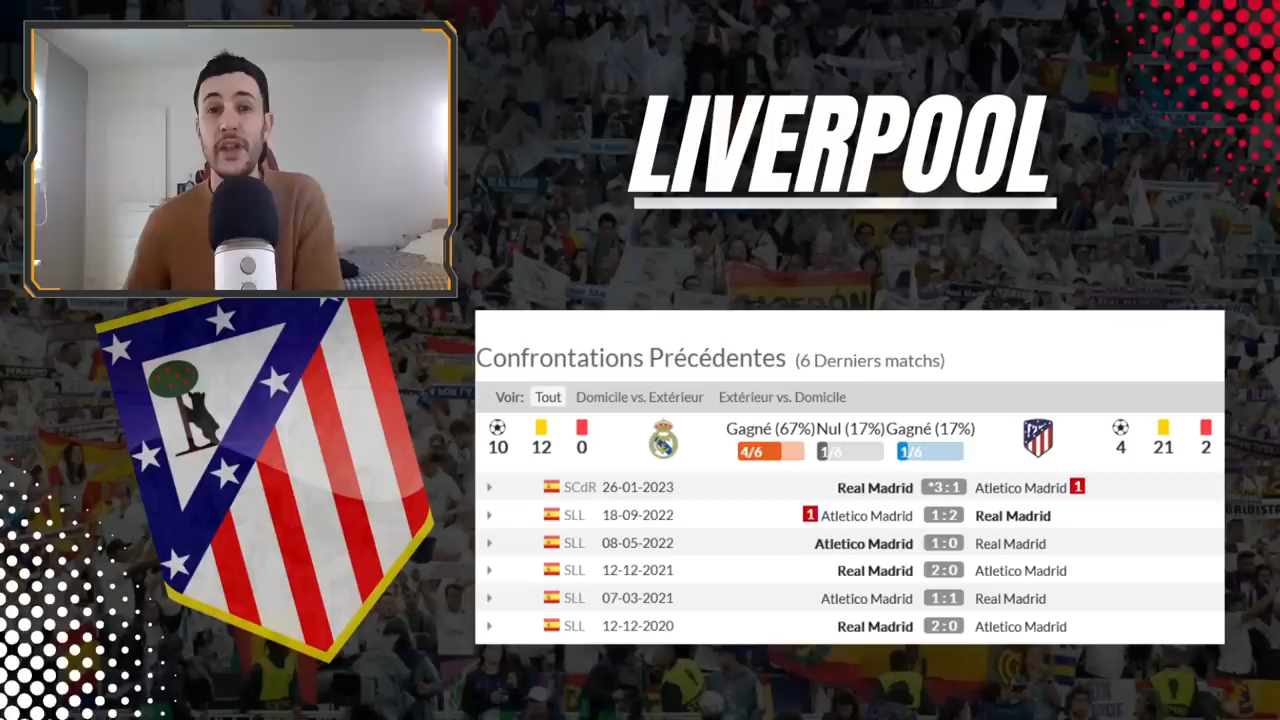 LIVERPOOL
Confrontations Précédentes (6 Derniers matchs)
Voir: Tout Domicile vs. Extérieur Extérieur vs. Domicile
Gagné (67%) Nul (17%) Gagné (17%)
10 12 0 4/6 1/6 1/6 4 21 2
SCdR 26-01-2023 Real Madrid *3:1 Atletico Madrid 1
SLL 18-09-2022 1 Atletico Madrid 1:2 Real Madrid
SLL 08-05-2022 Atletico Madrid 1:0 Real Madrid
SLL 12-12-2021 Real Madrid 2:0 Atletico Madrid
SLL 07-03-2021 Atletico Madrid 1:1 Real Madrid
SLL 12-12-2020 Real Madrid 2:0 Atletico Madrid